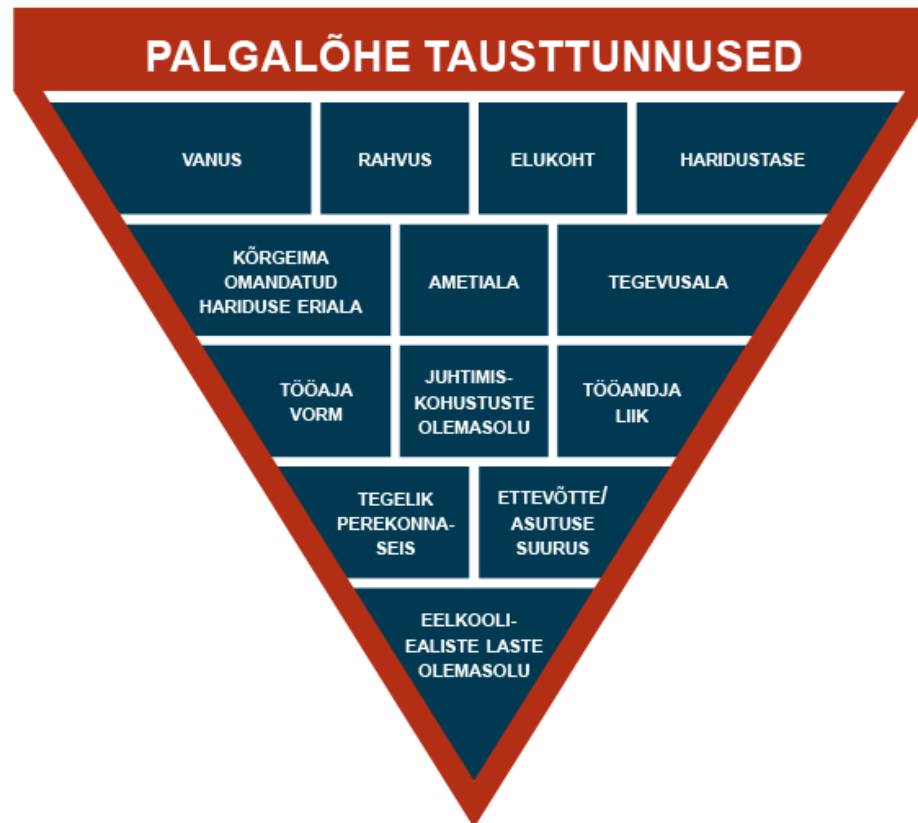 PALGALÕHE TAUSTTUNNUSED
VANUS
RAHVUS
ELUKOHT
HARIDUSTASE
KÕRGEIMA
OMANDATUD
HARIDUSE ERIALA
AMETIALA
TEGEVUSALA
TÖÖAJA
VORM
JUHTIMIS-
KOHUSTUSTE
OLEMASOLU
TÖÖANDJA
LIIK
TEGELIK
PEREKONNA-
SEIS
ETTEVÕTTE/
ASUTUSE
SUURUS
EELKOOLI-
EALISTE LASTE
OLEMASOLU